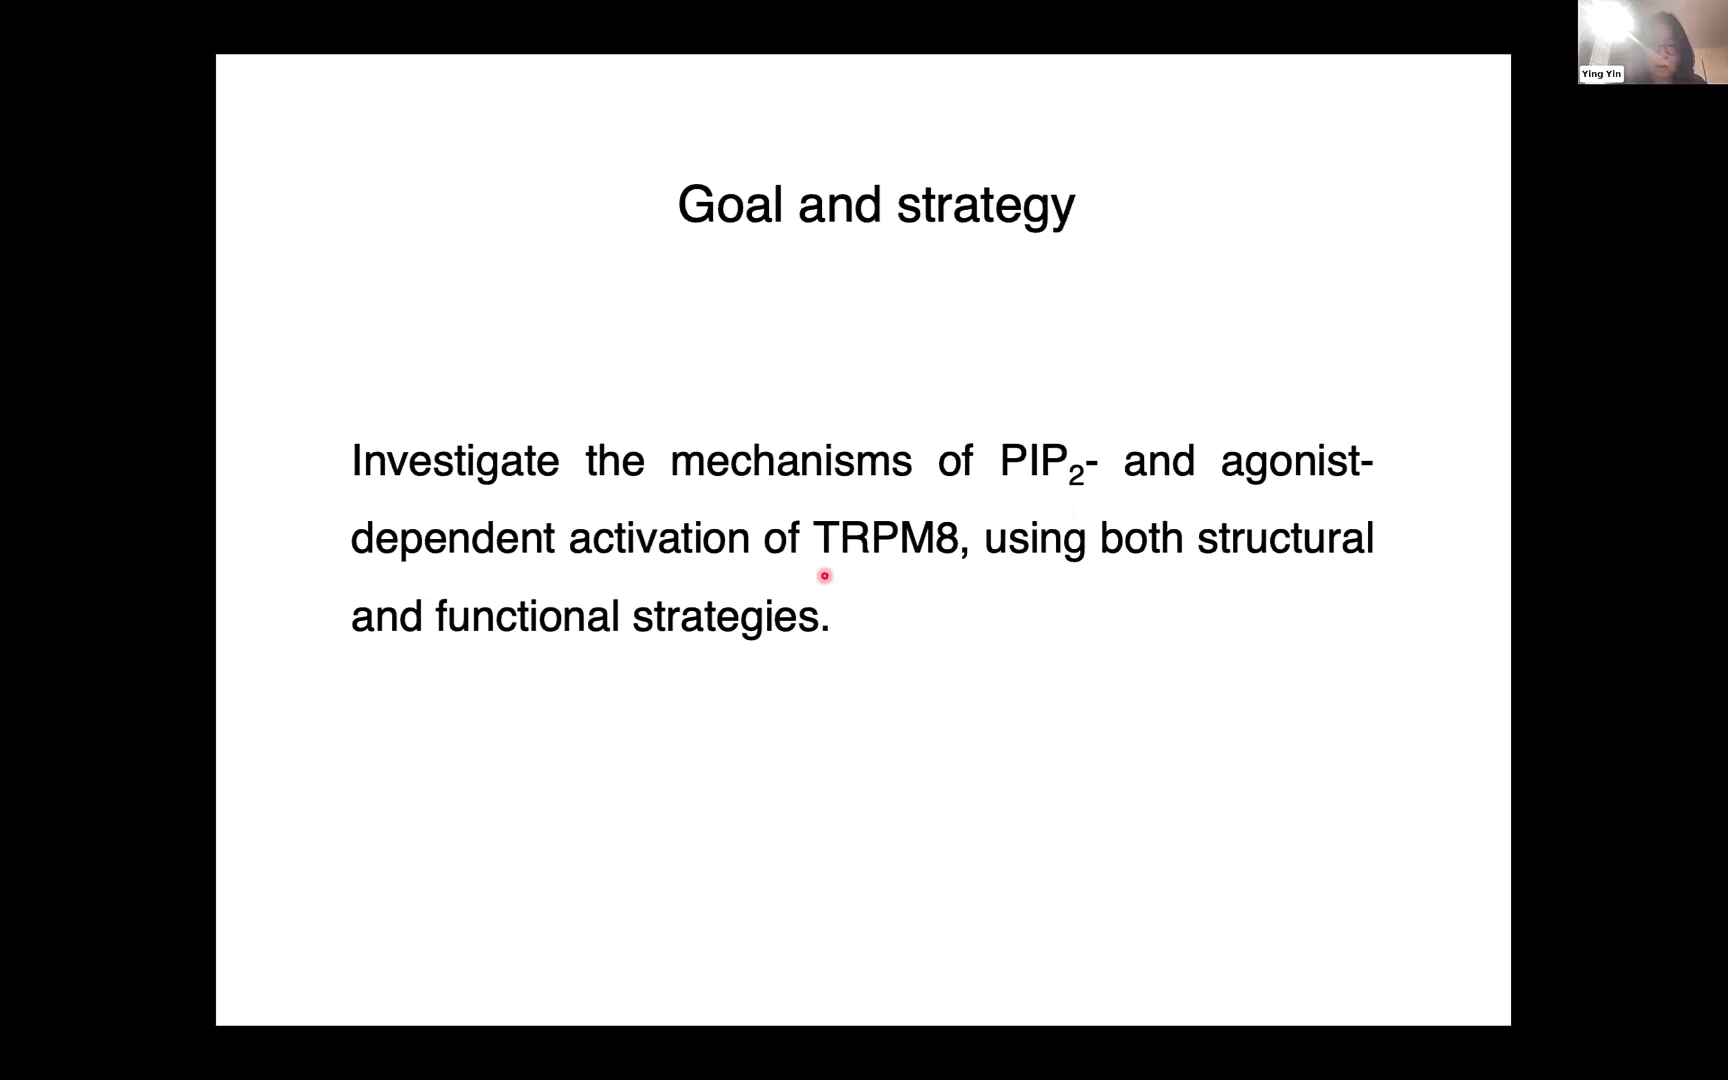 Ying Yin
Goal and strategy
Investigate the mechanisms of PIP₂- and agonist-
dependent activation of TRPM8, using both structural
and functional strategies.